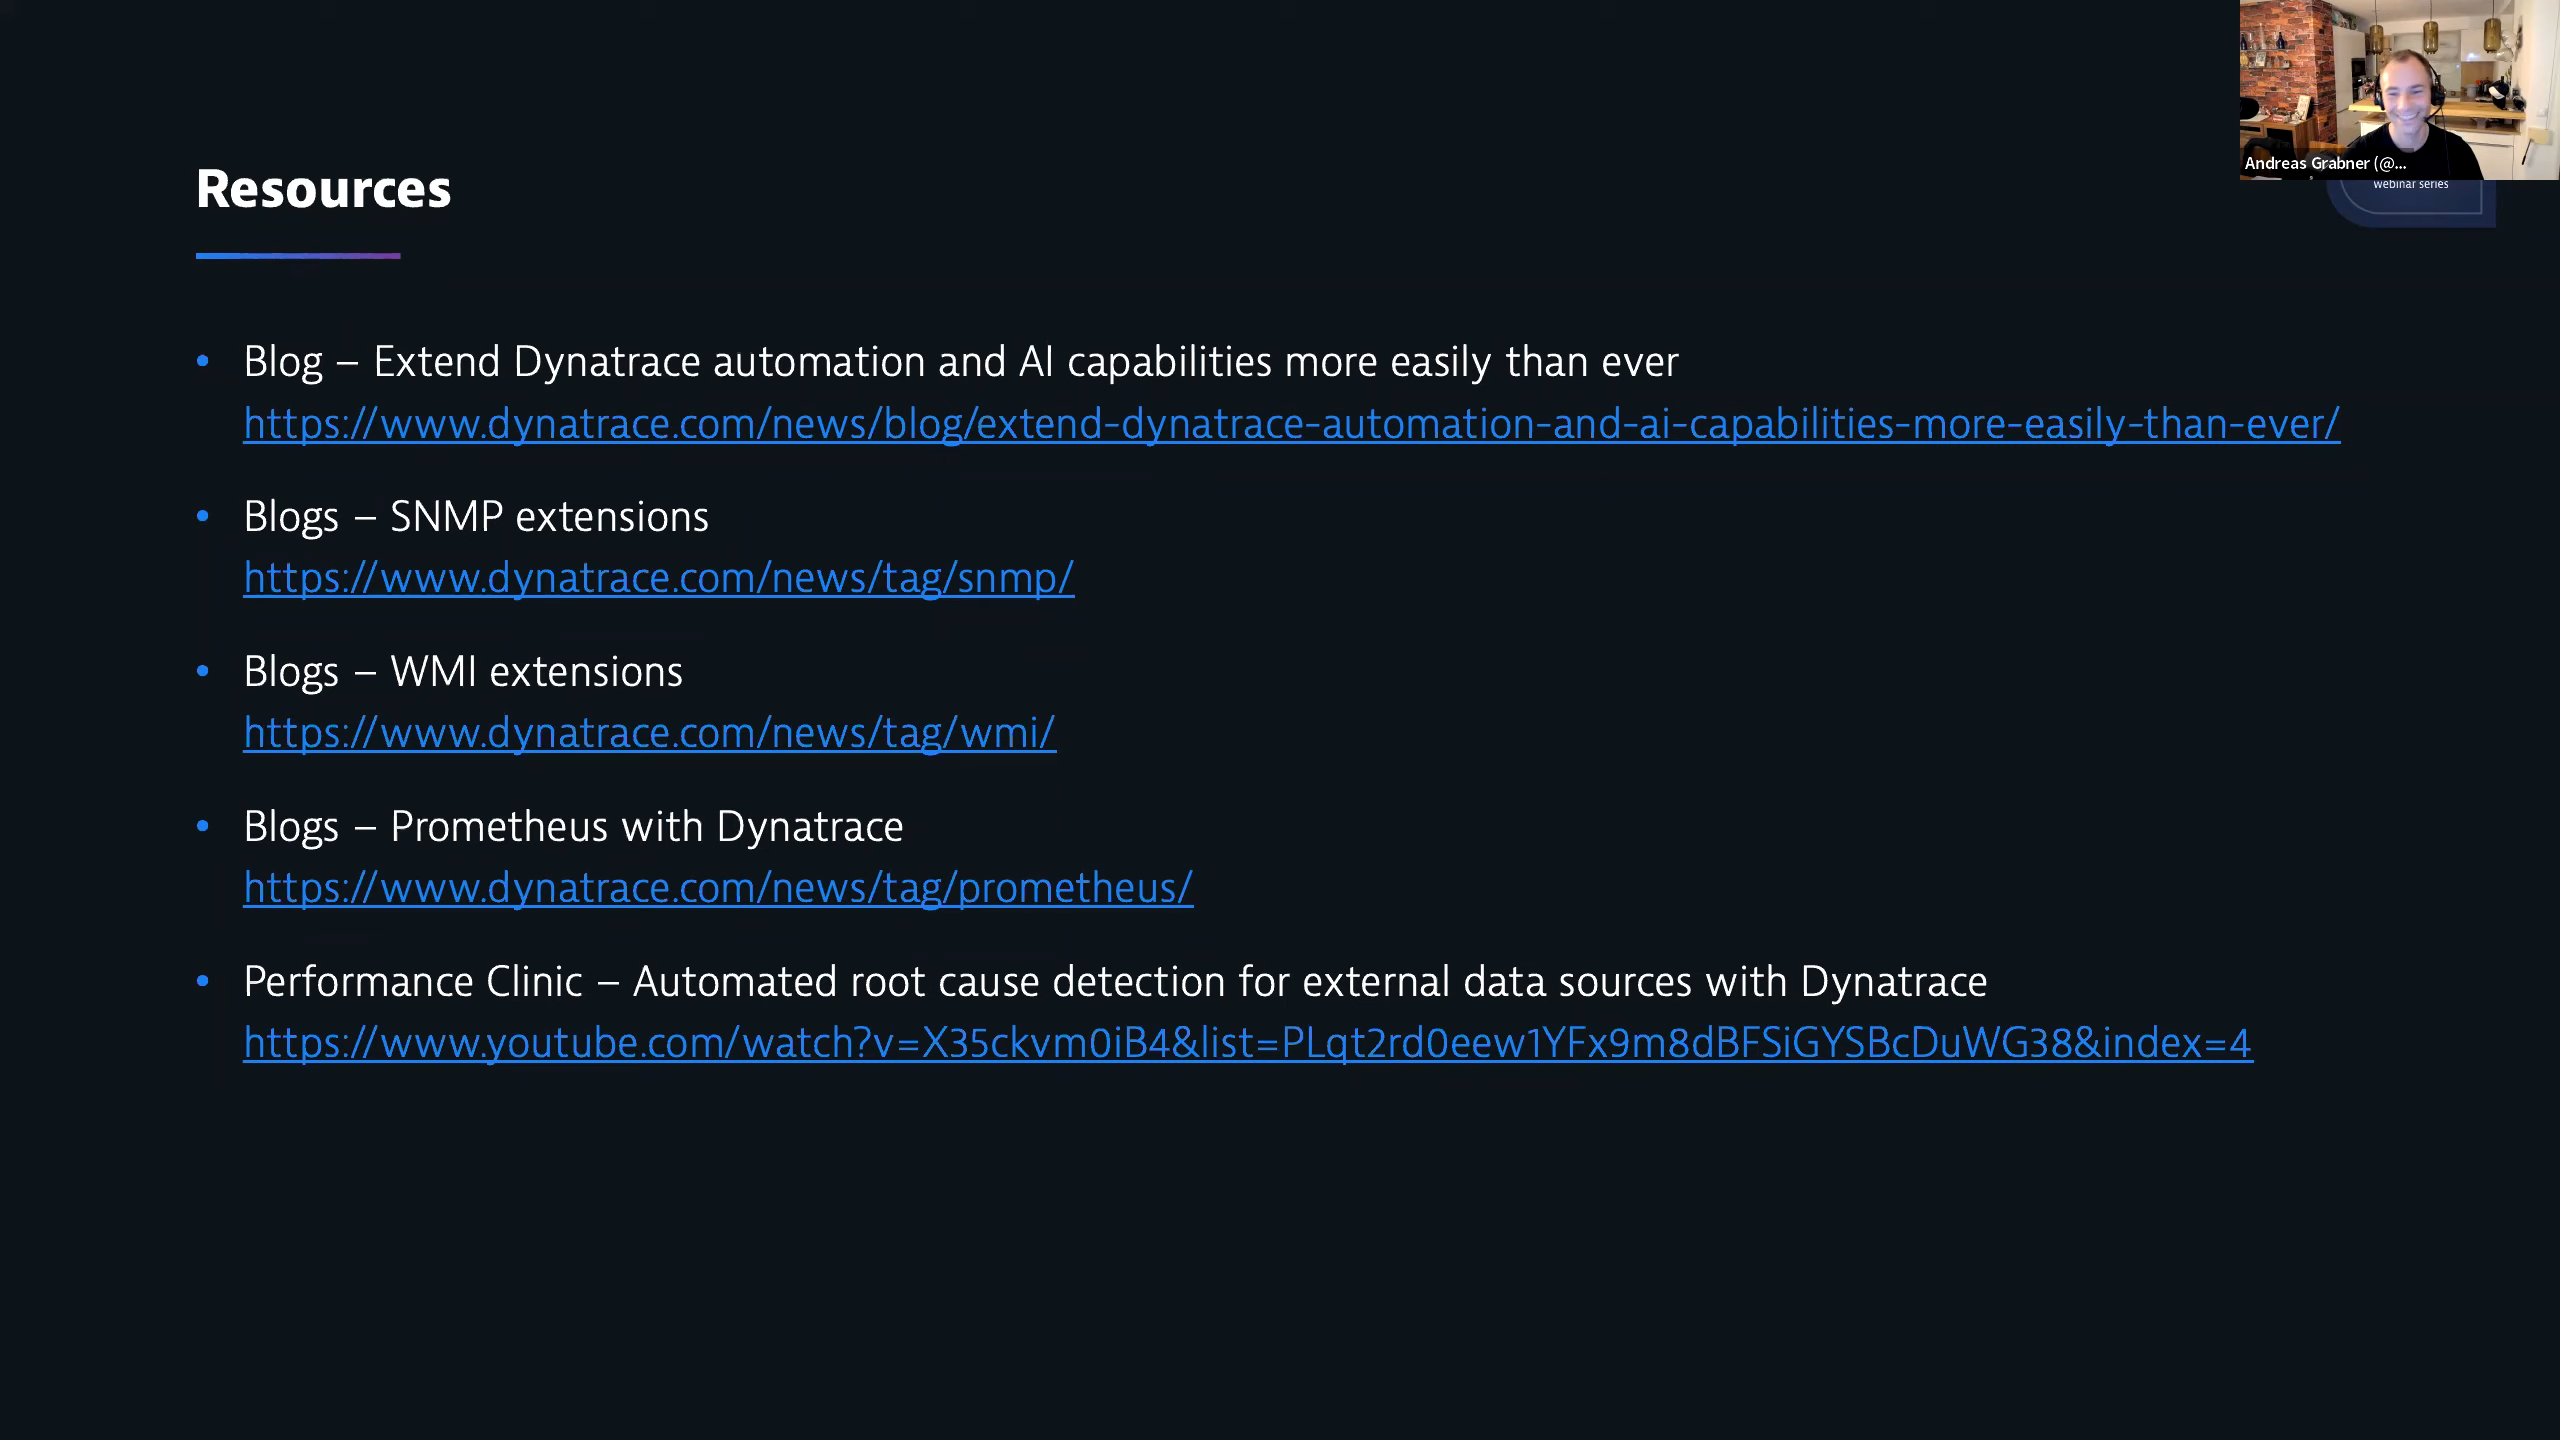 Andreas Grabner (@...
webinar series
Resources
• Blog – Extend Dynatrace automation and AI capabilities more easily than ever
https://www.dynatrace.com/news/blog/extend-dynatrace-automation-and-ai-capabilities-more-easily-than-ever/
• Blogs – SNMP extensions
https://www.dynatrace.com/news/tag/snmp/
• Blogs – WMI extensions
https://www.dynatrace.com/news/tag/wmi/
• Blogs – Prometheus with Dynatrace
https://www.dynatrace.com/news/tag/prometheus/
• Performance Clinic – Automated root cause detection for external data sources with Dynatrace
https://www.youtube.com/watch?v=X35ckvm0iB4&list=PLqt2rd0eew1YFx9m8dBFSiGYSBcDuWG38&index=4